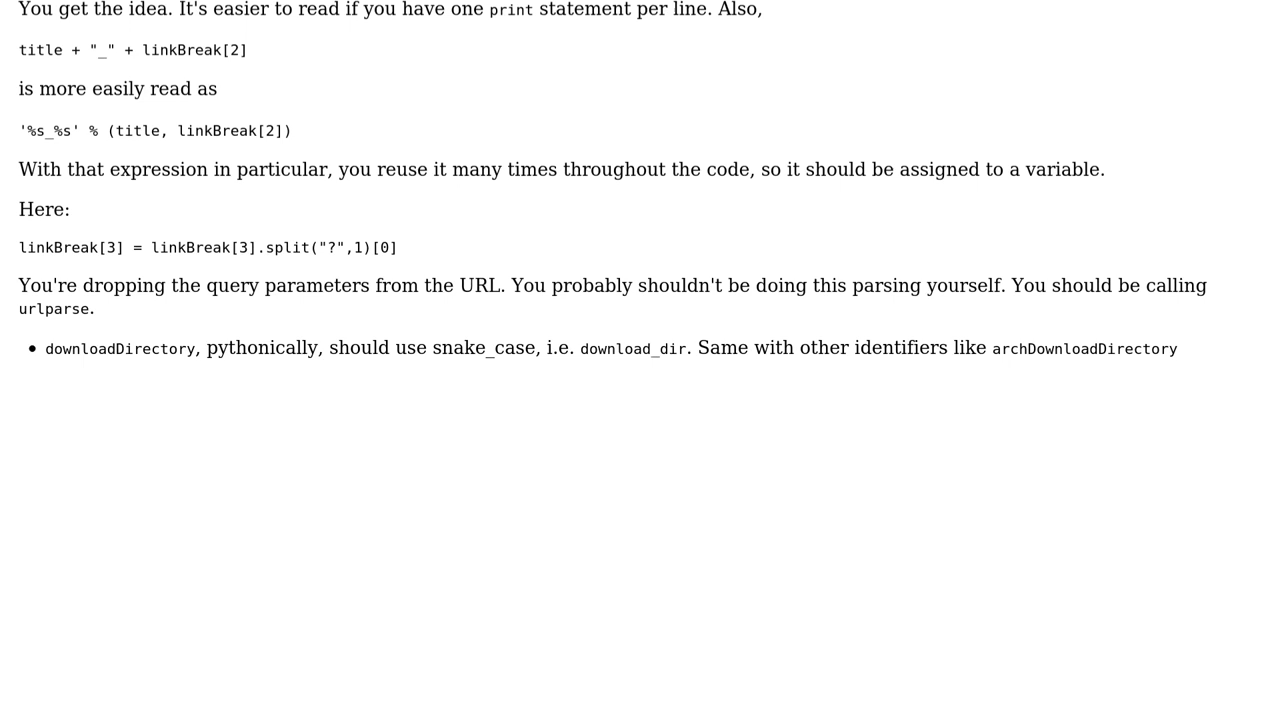 You get the idea. It's easier to read if you have one print statement per line. Also,
title + "_" + linkBreak[2]
is more easily read as
'%s_%s' % (title, linkBreak[2])
With that expression in particular, you reuse it many times throughout the code, so it should be assigned to a variable.
Here:
linkBreak[3] = linkBreak[3].split("?",1)[0]
You're dropping the query parameters from the URL. You probably shouldn't be doing this parsing yourself. You should be calling
urlparse.
• downloadDirectory, pythonically, should use snake_case, i.e. download_dir. Same with other identifiers like archDownloadDirectory